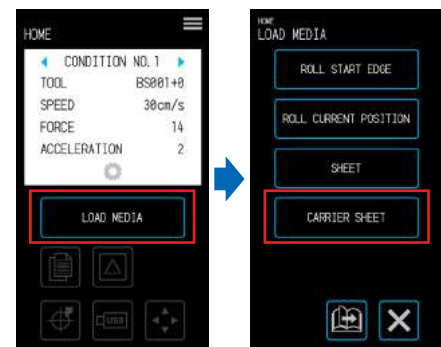 HOME
CONDITION NO.1
TOOL BS001+0
SPEED 30cm/s
FORCE 14
ACCELERATION 2
LOAD MEDIA
USB
HOME
LOAD MEDIA
ROLL START EDGE
ROLL CURRENT POSITION
SHEET
CARRIER SHEET